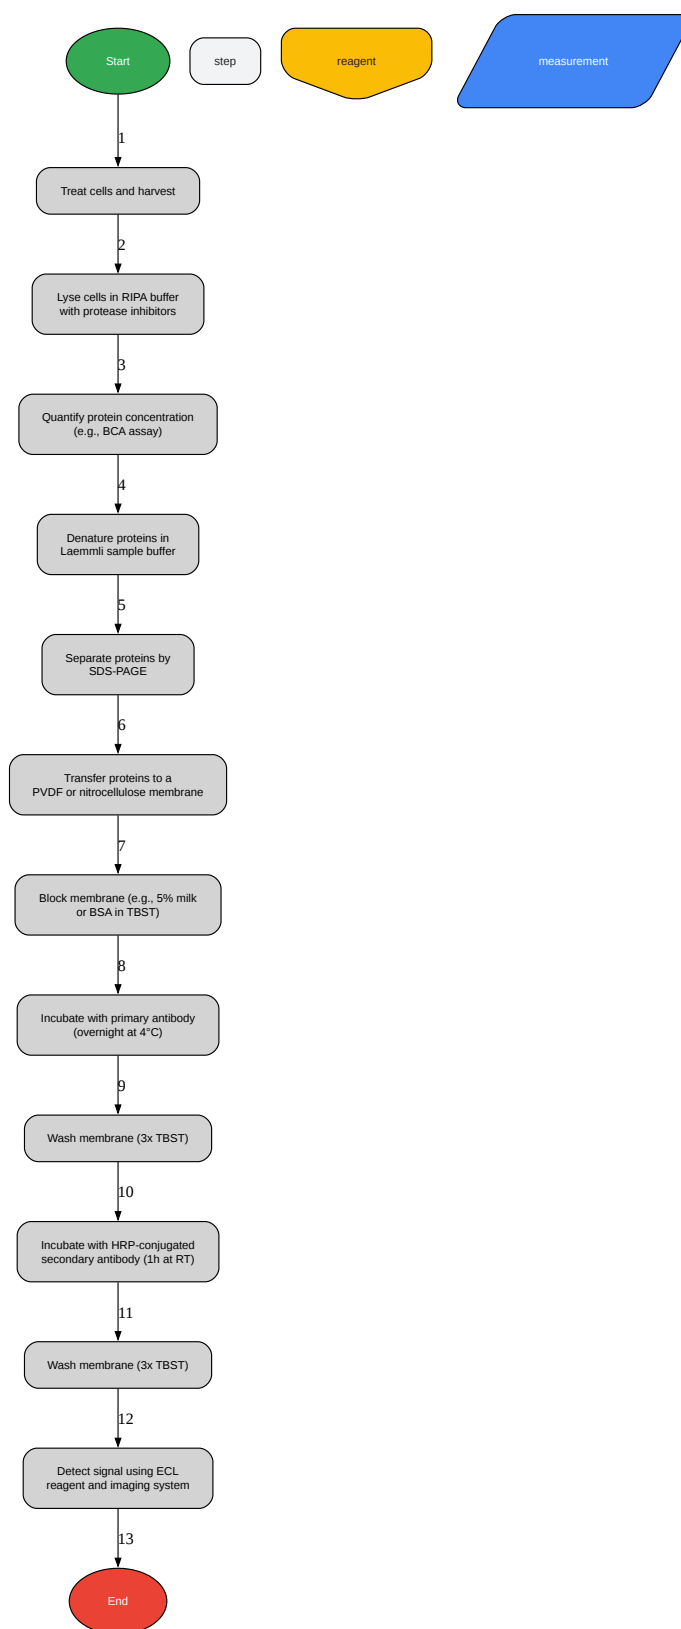 Start
step
reagent
measurement
1
Treat cells and harvest
2
Lyse cells in RIPA buffer
with protease inhibitors
3
Quantify protein concentration
(e.g., BCA assay)
4
Denature proteins in
Laemmli sample buffer
5
Separate proteins by
SDS-PAGE
6
Transfer proteins to a
PVDF or nitrocellulose membrane
7
Block membrane (e.g., 5% milk
or BSA in TBST)
8
Incubate with primary antibody
(overnight at 4°C)
9
Wash membrane (3x TBST)
10
Incubate with HRP-conjugated
secondary antibody (1h at RT)
11
Wash membrane (3x TBST)
12
Detect signal using ECL
reagent and imaging system
13
End